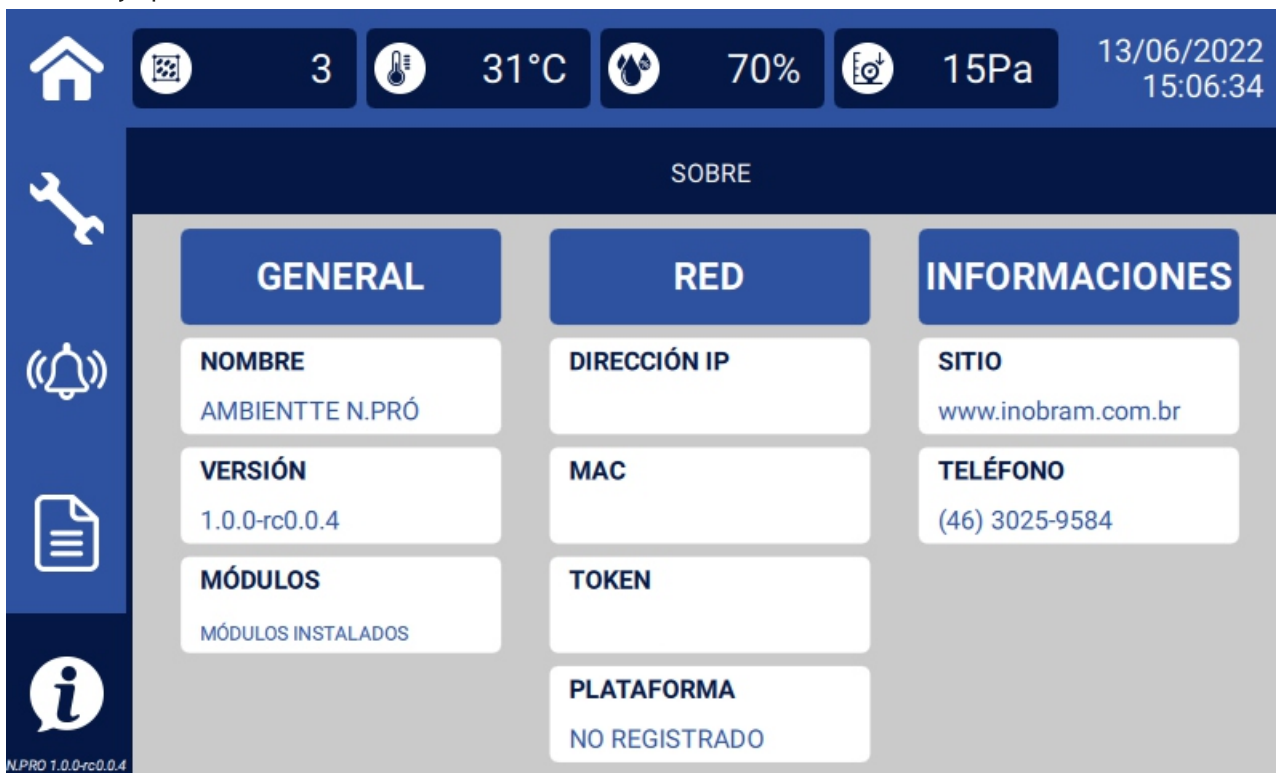 3
31°C
70%
15Pa
13/06/2022
15:06:34
SOBRE
GENERAL
RED
INFORMACIONES
NOMBRE
AMBIENTTE N.PRÓ
DIRECCIÓN IP
SITIO
www.inobram.com.br
VERSIÓN
1.0.0-rc0.0.4
MAC
TELÉFONO
(46) 3025-9584
MÓDULOS
MÓDULOS INSTALADOS
TOKEN
PLATAFORMA
NO REGISTRADO
N.PRO 1.0.0-rc0.0.4